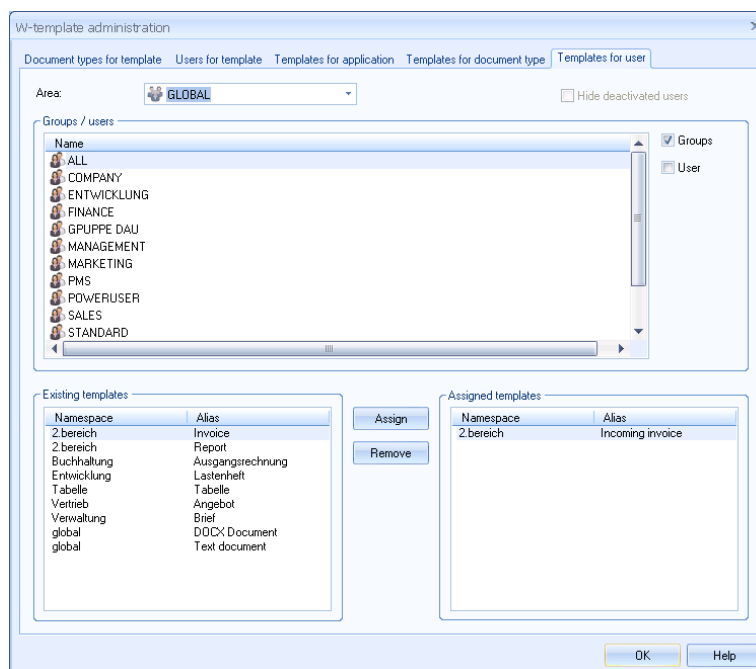 W-template administration
Document types for template Users for template Templates for application Templates for document type Templates for user
Area: GLOBAL Hide deactivated users
Groups / users
Name
ALL
COMPANY
ENTWICKLUNG
FINANCE
GPUPPE DAU
MANAGEMENT
MARKETING
PMS
POWERUSER
SALES
STANDARD
Groups
User
Existing templates
Namespace Alias
2.bereich Invoice
2.bereich Report
Buchhaltung Ausgangsrechnung
Entwicklung Lastenheft
Tabelle Tabelle
Vertrieb Angebot
Verwaltung Brief
global DOCX Document
global Text document
Assign
Remove
Assigned templates
Namespace Alias
2.bereich Incoming invoice
OK Help